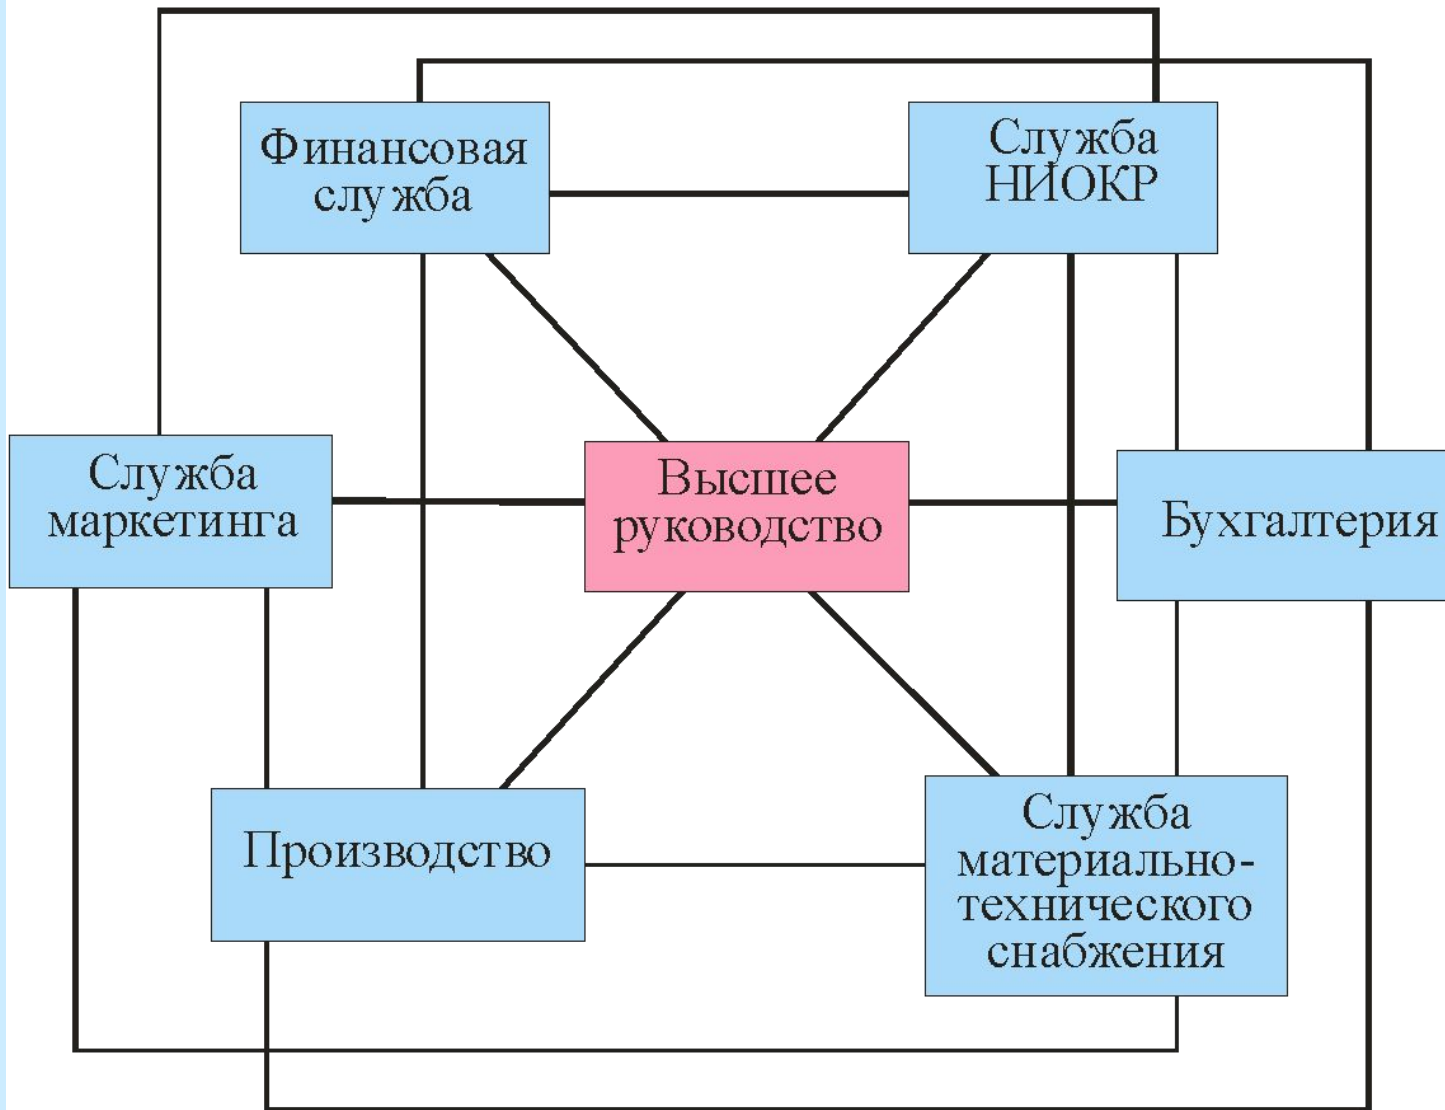 Финансовая
служба
Служба
НИОКР
Служба
маркетинга
Высшее
руководство
Бухгалтерия
Производство
Служба
материально-
технического
снабжения